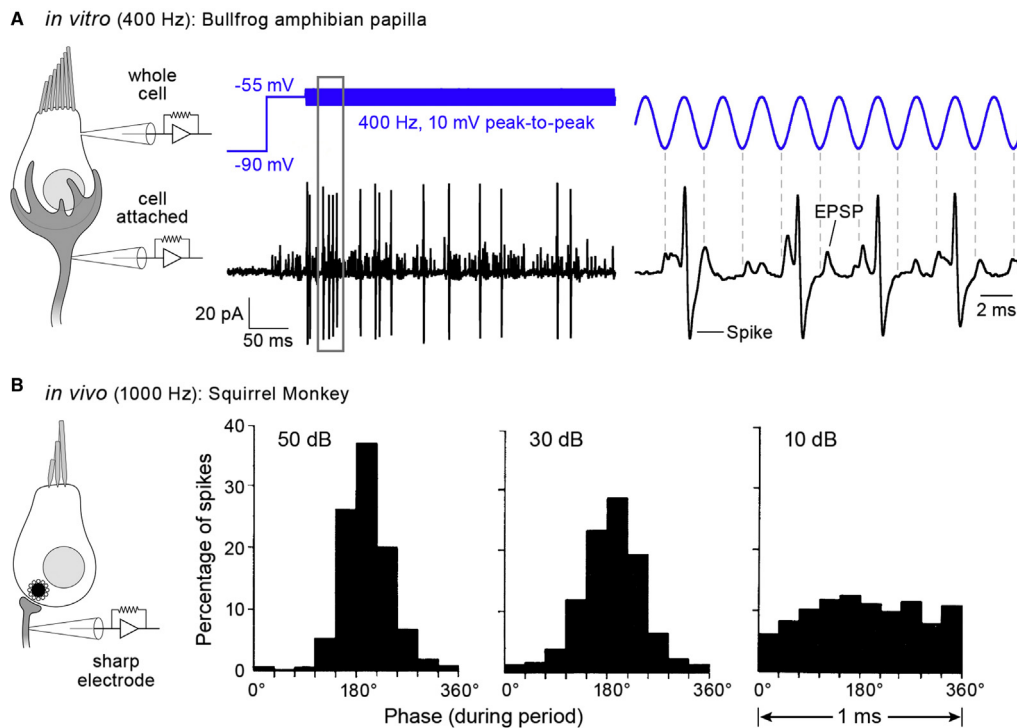 A in vitro (400 Hz): Bullfrog amphibian papilla
whole
cell
cell
attached
-55 mV
-90 mV
400 Hz, 10 mV peak-to-peak
20 pA
50 ms
EPSP
Spike
2 ms
B in vivo (1000 Hz): Squirrel Monkey
sharp
electrode
Percentage of spikes
40
30
20
10
0
50 dB
30 dB
10 dB
0° 180° 360°
0° 180° 360°
0° 180° 360°
Phase (during period)
1 ms